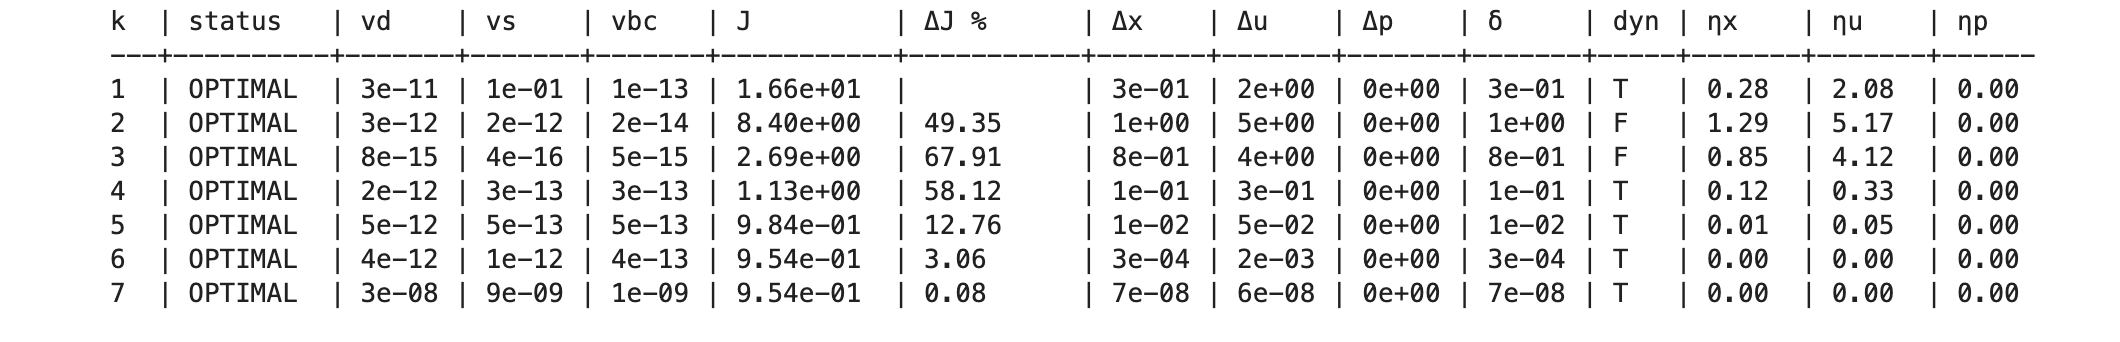 k  | status     | vd    | vs    | vbc   | J         | ΔJ %      | Δx    | Δu    | Δp    | δ     | dyn | ηx    | ηu    | ηp
---+------------+-------+-------+-------+-----------+-----------+-------+-------+-------+-------+-----+-------+-------+------
1  | OPTIMAL    | 3e-11 | 1e-01 | 1e-13 | 1.66e+01  |           | 3e-01 | 2e+00 | 0e+00 | 3e-01 | T   | 0.28  | 2.08  | 0.00
2  | OPTIMAL    | 3e-12 | 2e-12 | 2e-14 | 8.40e+00  | 49.35     | 1e+00 | 5e+00 | 0e+00 | 1e+00 | F   | 1.29  | 5.17  | 0.00
3  | OPTIMAL    | 8e-15 | 4e-16 | 5e-15 | 2.69e+00  | 67.91     | 8e-01 | 4e+00 | 0e+00 | 8e-01 | F   | 0.85  | 4.12  | 0.00
4  | OPTIMAL    | 2e-12 | 3e-13 | 3e-13 | 1.13e+00  | 58.12     | 1e-01 | 3e-01 | 0e+00 | 1e-01 | T   | 0.12  | 0.33  | 0.00
5  | OPTIMAL    | 5e-12 | 5e-13 | 5e-13 | 9.84e-01  | 12.76     | 1e-02 | 5e-02 | 0e+00 | 1e-02 | T   | 0.01  | 0.05  | 0.00
6  | OPTIMAL    | 4e-12 | 1e-12 | 4e-13 | 9.54e-01  | 3.06      | 3e-04 | 2e-03 | 0e+00 | 3e-04 | T   | 0.00  | 0.00  | 0.00
7  | OPTIMAL    | 3e-08 | 9e-09 | 1e-09 | 9.54e-01  | 0.08      | 7e-08 | 6e-08 | 0e+00 | 7e-08 | T   | 0.00  | 0.00  | 0.00